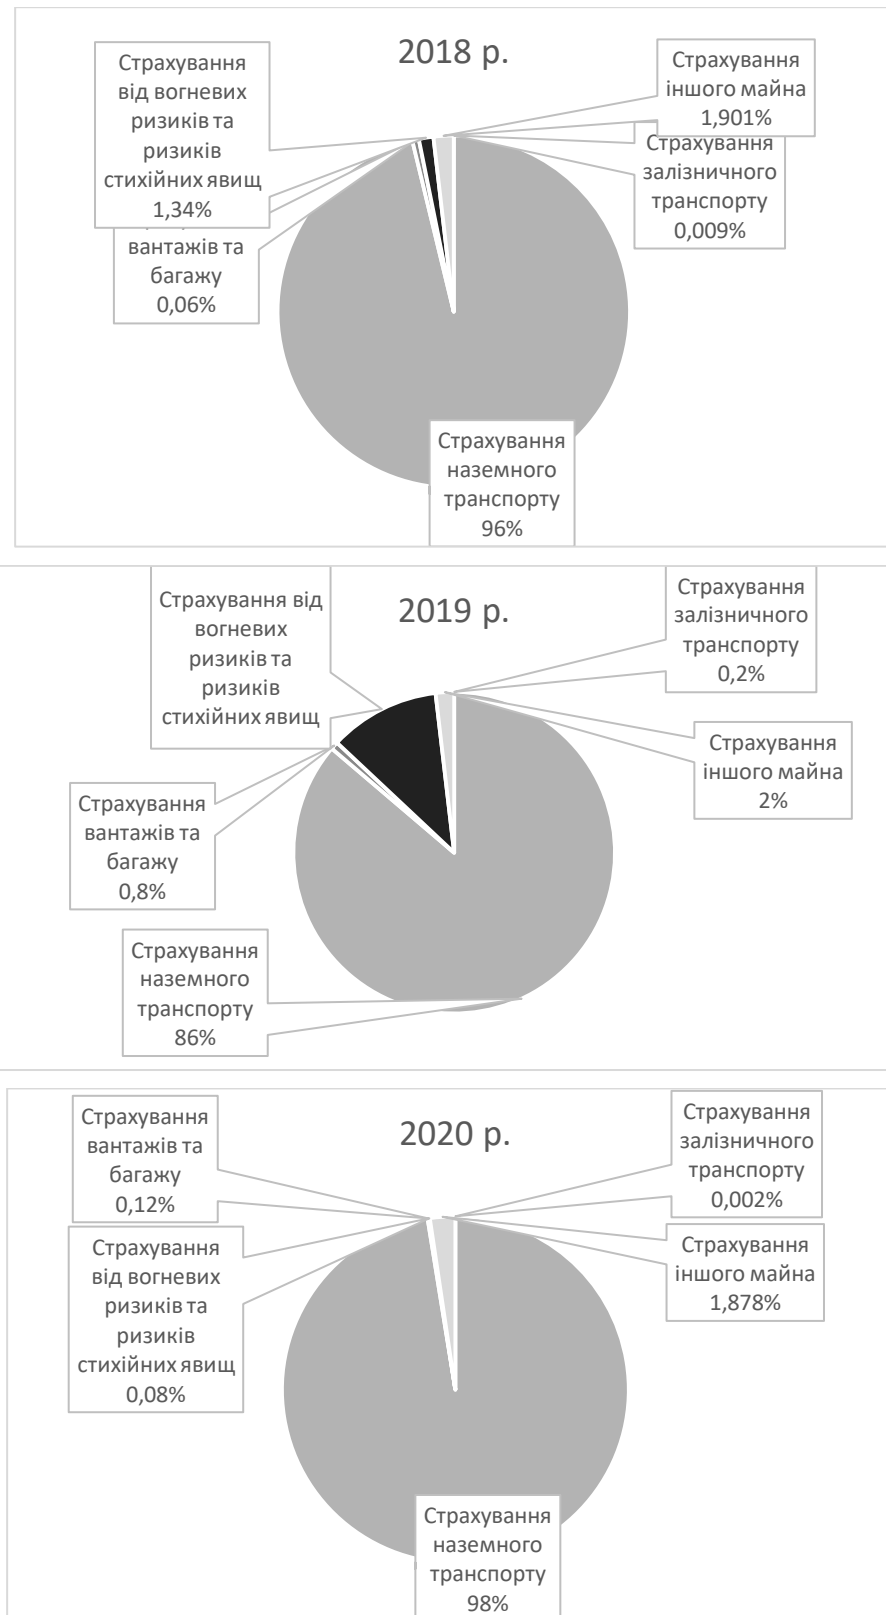 2018 р.
Страхування
від вогневих
ризиків та
ризиків
стихійних явищ
1,34%
вантажів та
багажу
0,06%
Страхування
іншого майна
1,901%
Страхування
залізничного
транспорту
0,009%
Страхування
наземного
транспорту
96%
2019 р.
Страхування від
вогневих
ризиків та
ризиків
стихійних явищ
Страхування
залізничного
транспорту
0,2%
Страхування
іншого майна
2%
Страхування
вантажів та
багажу
0,8%
Страхування
наземного
транспорту
86%
2020 р.
Страхування
вантажів та
багажу
0,12%
Страхування
від вогневих
ризиків та
ризиків
стихійних явищ
0,08%
Страхування
залізничного
транспорту
0,002%
Страхування
іншого майна
1,878%
Страхування
наземного
транспорту
98%